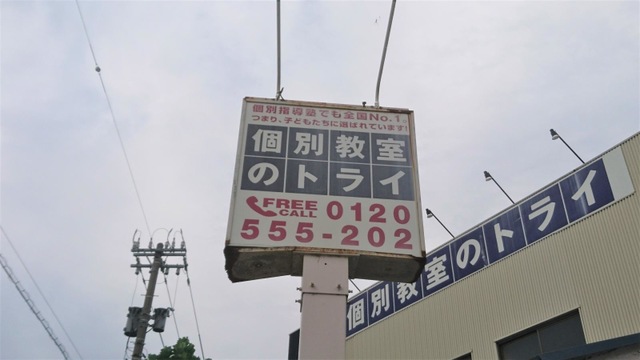 個別指導塾でも全国No.1。
つまり、子どもたちに選ばれています!
個別教室
のトライ
FREE
CALL 0120
555-202
個別教室のトライ